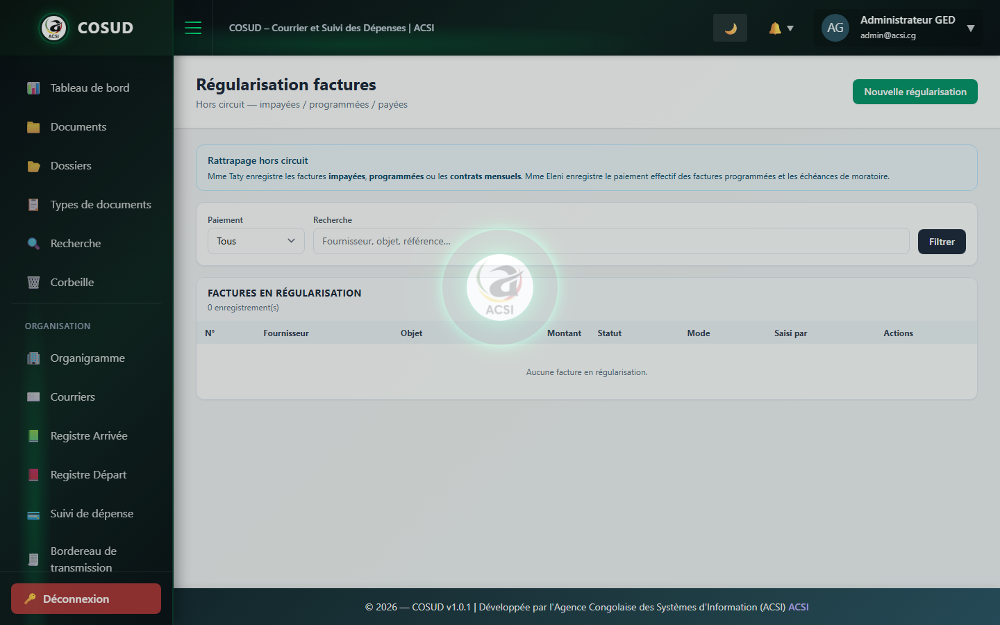 ACSI
COSUD
COSUD – Courrier et Suivi des Dépenses | ACSI
AG
Administrateur GED
admin@acsi.cg
Tableau de bord
Documents
Dossiers
Types de documents
Recherche
Corbeille
ORGANISATION
Organigramme
Courriers
Registre Arrivée
Registre Départ
Suivi de dépense
Bordereau de
transmission
Déconnexion
Régularisation factures
Hors circuit — impayées / programmées / payées
Nouvelle régularisation
Rattrapage hors circuit
Mme Taty enregistre les factures impayées, programmées ou les contrats mensuels. Mme Eleni enregistre le paiement effectif des factures programmées et les échéances de moratoire.
Paiement
Recherche
Tous
Fournisseur, objet, référence...
Filtrer
ACSI
FACTURES EN RÉGULARISATION
0 enregistrement(s)
N° Fournisseur Objet Montant Statut Mode Saisi par Actions
Aucune facture en régularisation.
© 2026 — COSUD v1.0.1 | Développée par l'Agence Congolaise des Systèmes d'Information (ACSI) ACSI